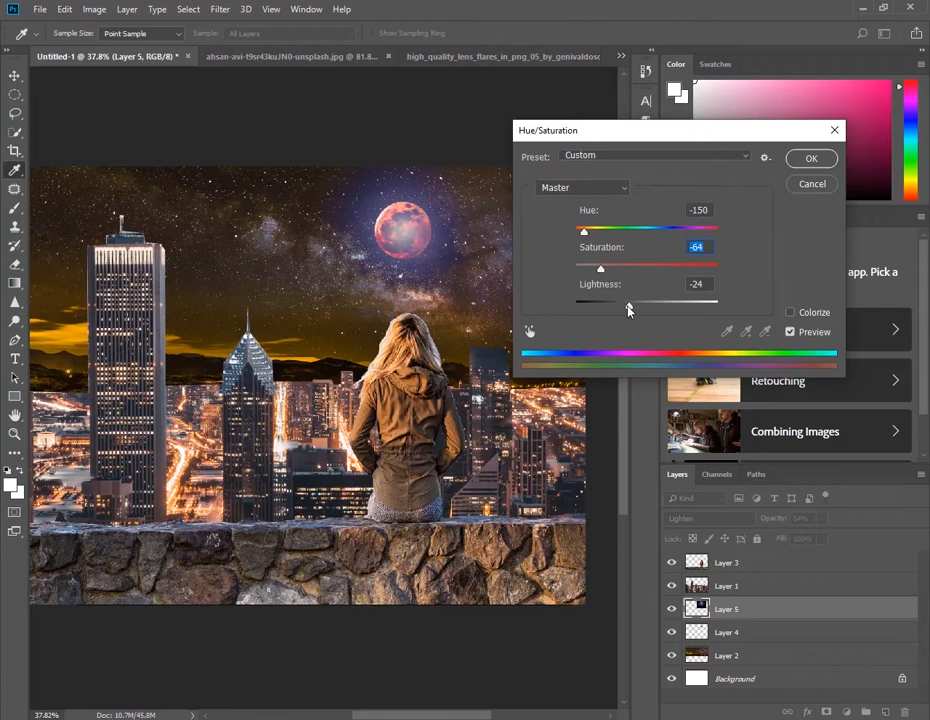 Ps File Edit Layer Type Select Filter 3D View Window Help
Image
Sample Size: Point Sample All Layers Show Sampling Ring
Untitled-1 @ 37.8% (Layer 5, RGB/8) * × ahsan-avi-t9sr43kuJN0-unsplash.jpg @ 81.8... × high_quality_lens_flares_in_png_05_by_genivaldosc
Color Swatches
Hue/Saturation
Preset: Custom
OK
Master
Cancel
Hue: -150
Saturation: -64
Lightness: -24
Colorize
Preview
app. Pick a
Retouching
Combining Images
Layers Channels Paths
Kind
Lighten Opacity: 54%
Lock: Fill: 100%
Layer 3
Layer 1
Layer 5
Layer 4
Layer 2
Background
37.82% Doc: 10.7M/45.8M